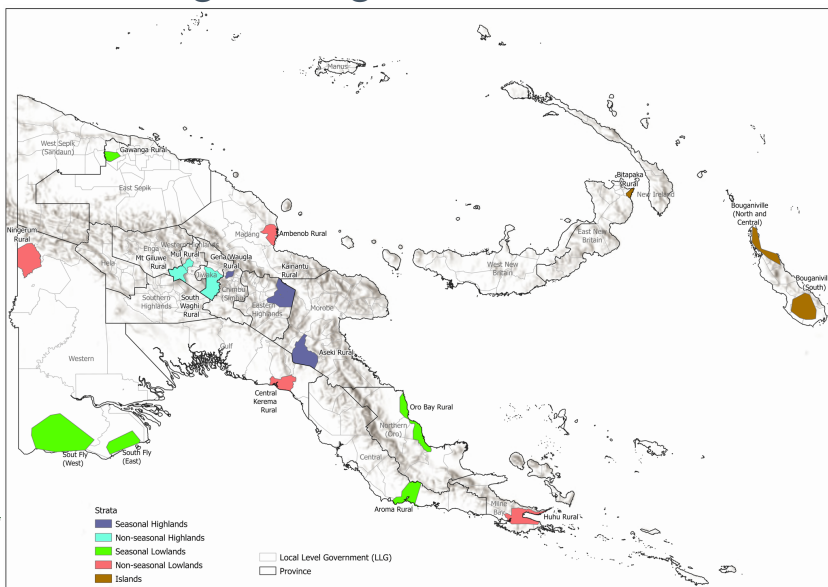 Manus
West Sepik
(Sandaun)
Gawanga Rural
East Sepik
Bitapaka
Rural
New Ireland
Bouganiville
(North and
Central)
Ningerum
Rural
Madang
Ambenob Rural
East New
Britain
Enga
Western Highlands
Mul Rural
Gena/Waugla
Rural
Mt Giluwe
Rural
Hela
Jiwaka
Kainantu
Rural
West New
Britain
Bouganiville
(South)
Chimbu
(Simbu)
Southern
Highlands
South
Waghi
Rural
Eastern
Highlands
Morobe
Gulf
Aseki Rural
Western
Central
Kerema
Rural
Oro Bay Rural
Northern
(Oro)
Sout Fly
(West)
South Fly
(East)
Central
Aroma Rural
Milne
Bay
Huhu Rural
Strata
Seasonal Highlands
Non-seasonal Highlands
Seasonal Lowlands
Non-seasonal Lowlands
Islands
Local Level Government (LLG)
Province